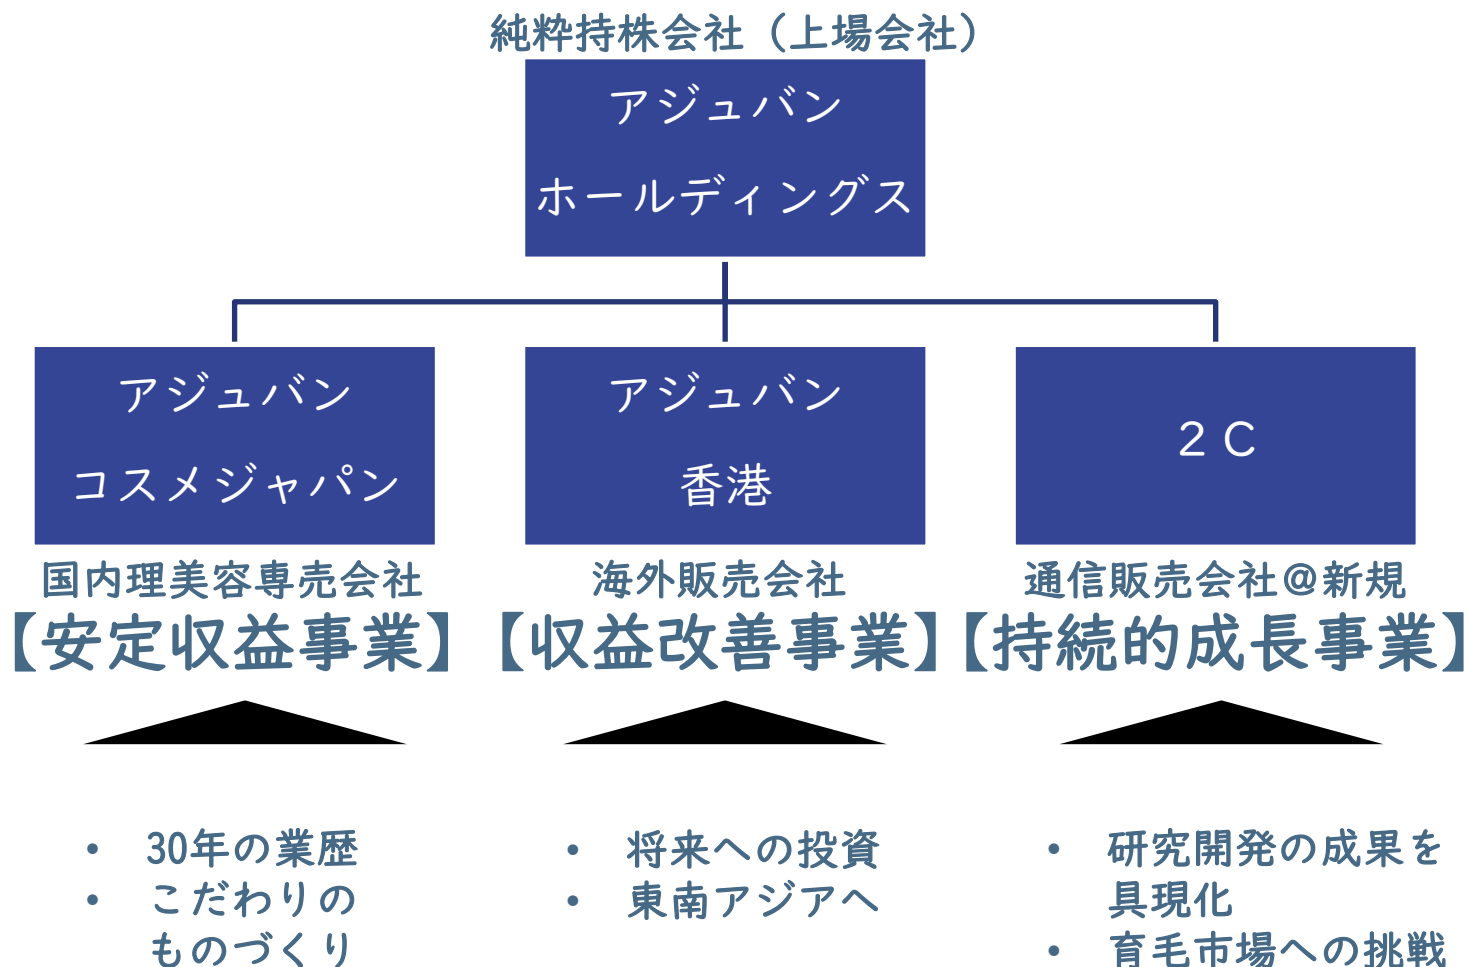 純粋持株会社（上場会社）
アジュバン
ホールディングス
アジュバン
コスメジャパン
国内理美容専売会社
【安定収益事業】
アジュバン
香港
海外販売会社
【収益改善事業】
２Ｃ
通信販売会社＠新規
【持続的成長事業】
• 30年の業歴
• こだわりの
ものづくり
• 将来への投資
• 東南アジアへ
• 研究開発の成果を
具現化
• 育毛市場への挑戦